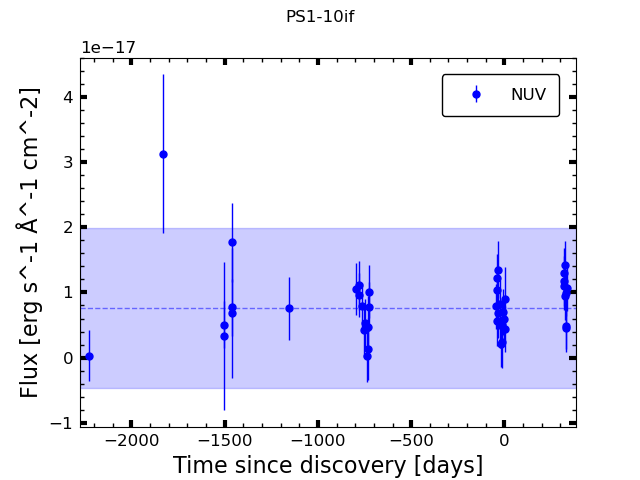 PS1-10if
1e−17
NUV
4
3
2
1
0
−1
Flux [erg s^-1 Å^-1 cm^-2]
−2000 −1500 −1000 −500 0
Time since discovery [days]